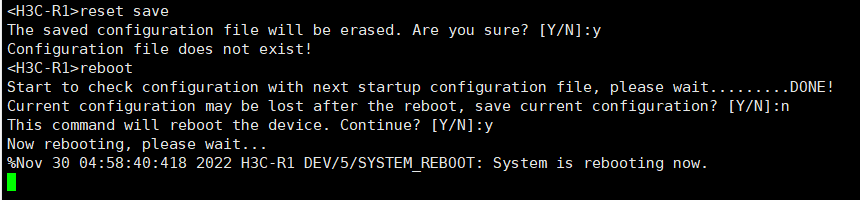 <H3C-R1>reset save
The saved configuration file will be erased. Are you sure? [Y/N]:y
Configuration file does not exist!
<H3C-R1>reboot
Start to check configuration with next startup configuration file, please wait.........DONE!
Current configuration may be lost after the reboot, save current configuration? [Y/N]:n
This command will reboot the device. Continue? [Y/N]:y
Now rebooting, please wait...
%Nov 30 04:58:40:418 2022 H3C-R1 DEV/5/SYSTEM_REBOOT: System is rebooting now.